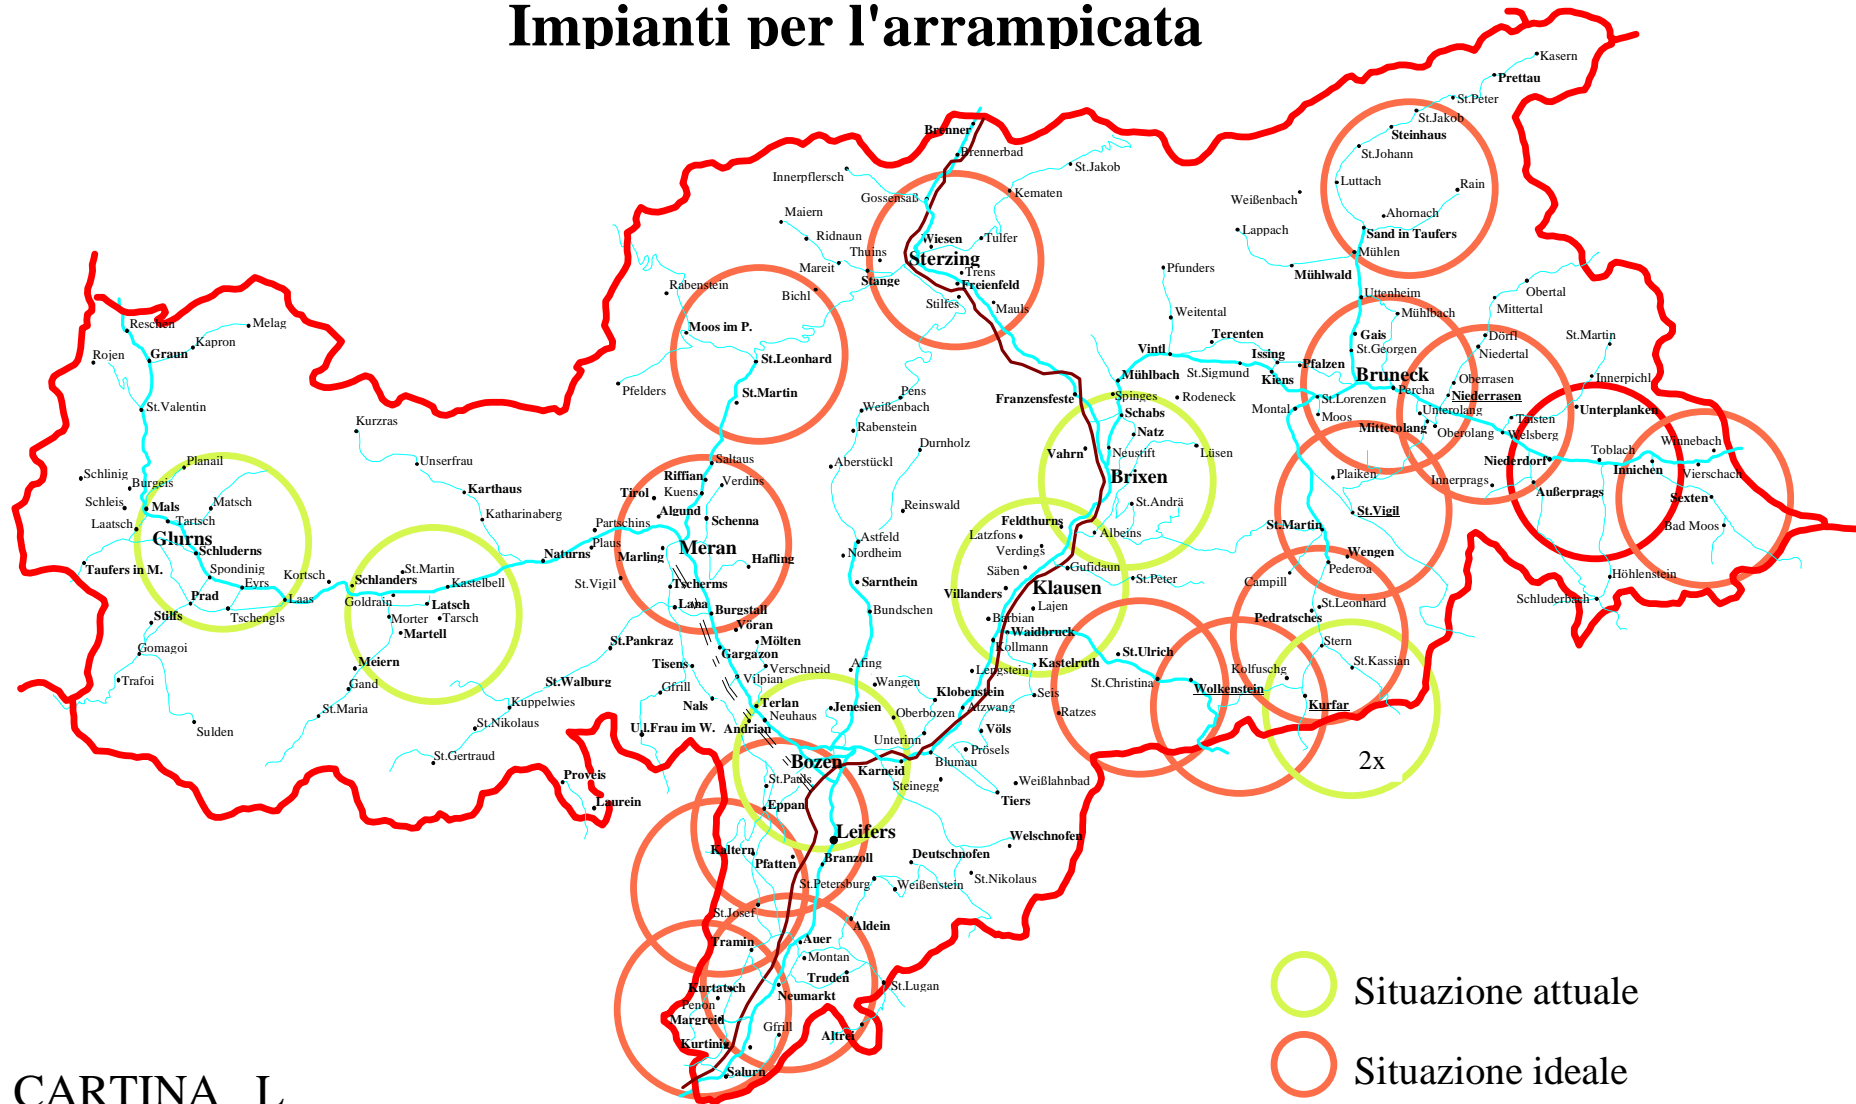 Impianti per l'arrampicata
Kasern
Prettau
St.Peter
St.Jakob
Steinhaus
St.Johann
Luttach
Rain
Weißenbach
Ahornach
Lappach
Sand in Taufers
Mühlen
Mühlwald
Brenner
Brennerbad
St.Jakob
Innerpflersch
Gossensaß
Kematen
Maiern
Ridnaun
Wiesen
Tulfer
Thuins
Sterzing
Mareit
Trens
Stange
Freienfeld
Rabenstein
Bichl
Stilfes
Mauls
Pfunders
Uttenheim
Obertal
Mittertal
Weitental
Mühlbach
Moos im P.
Reschen
Melag
Kapron
Rojen
Graun
Terenten
Gais
Dörfl
St.Martin
St.Leonhard
Vintl
Issing
St.Georgen
Niedertal
Pfalzen
St.Sigmund
Kiens
Bruneck
Mühlbach
Innerpichl
Oberrasen
Pfelders
St.Martin
Pens
Franzensfeste
Spinges
Rodeneck
St.Lorenzen
Percha
Niederrasen
St.Valentin
Weißenbach
Schabs
Montal
Moos
Unterolang
Unterplanken
Kurzras
Rabenstein
Natz
Mitterolang
Oberolang
Taisten
Welsberg
Durnholz
Vahrn
Neustift
Lüsen
Toblach
Winnebach
Planail
Unserfrau
Saltaus
Aberstückl
Niederdorf
Innichen
Vierschach
Schlinig
Burgeis
Riffian
Verdins
Brixen
Plaiken
Innerprags
Außerprags
Sexten
Karthaus
Tirol
Kuens
Matsch
Schleis
Mals
Reinswald
St.Andrä
St.Vigil
Laatsch
Tartsch
Katharinaberg
Partschins
Algund
Schenna
Feldthurns
St.Martin
Bad Moos
Glurns
Schluderns
Plaus
Marling
Meran
Astfeld
Nordheim
Latzfons
Verdings
Albeins
Wengen
Taufers in M.
Spondinig
Eyrs
Kortsch
Schlanders
St.Martin
Kastelbell
Naturns
Hafling
Säben
Gufidaun
Pederoa
Höhlenstein
St.Vigil
Tscherms
Sarnthein
Klausen
St.Peter
Campill
Schluderbach
Prad
Laas
Goldrain
Latsch
Villanders
Lajen
St.Leonhard
Stilfs
Tschengls
Morter
Tarsch
Martell
Lana
Burgstall
Bundschen
Barbian
Pedratsches
Vöran
Waidbruck
Gomagoi
St.Pankraz
Mölten
Kollmann
Stern
Meiern
Gargazon
Tisens
Verschneid
Afing
Lengstein
Kastelruth
St.Ulrich
Kolfuschg
St.Kassian
Trafoi
Gand
St.Walburg
Gfrill
Vilpian
Wangen
Klobenstein
Seis
St.Christina
Wolkenstein
Kuppelwies
Nals
Terlan
Jenesien
Oberbozen
Atzwang
Ratzes
Kurfar
St.Maria
Sulden
St.Nikolaus
U.l.Frau im W.
Andrian
Neuhaus
Unterinn
Völs
St.Gertraud
Bozen
Karneid
Blumau
Prösels
2x
Proveis
St.Pauls
Steinegg
Weißlahnbad
Laurein
Eppan
Tiers
Leifers
Welschnofen
Kaltern
Pfatten
Branzoll
Deutschnofen
St.Petersburg
Weißenstein
St.Nikolaus
St.Josef
Aldein
Tramin
Auer
Montan
Truden
St.Lugan
Kurtatsch
Penon
Neumarkt
Margreid
Gfrill
Altrei
Kurtinig
Salurn
Situazione attuale
Situazione ideale
CARTINA L